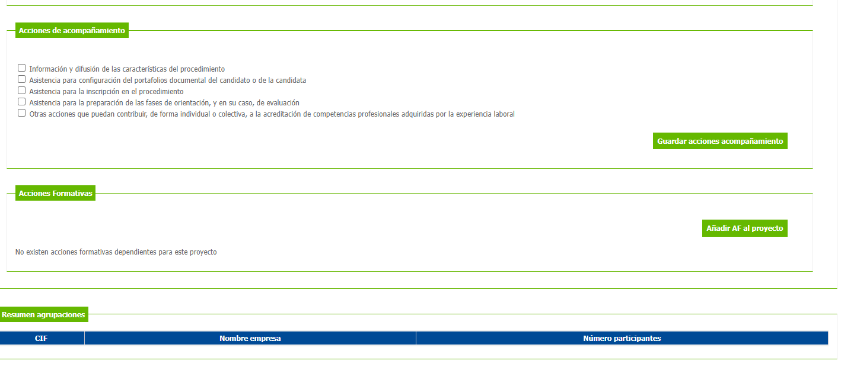 Acciones de acompañamiento
Información y difusión de las características del procedimiento
Asistencia para configuración del portafolios documental del candidato o de la candidata
Asistencia para la inscripción en el procedimiento
Asistencia para la preparación de las fases de orientación, y en su caso, de evaluación
Otras acciones que puedan contribuir, de forma individual o colectiva, a la acreditación de competencias profesionales adquiridas por la experiencia laboral
Guardar acciones acompañamiento
Acciones Formativas
Añadir AF al proyecto
No existen acciones formativas dependientes para este proyecto
Resumen agrupaciones
CIF Nombre empresa Número participantes